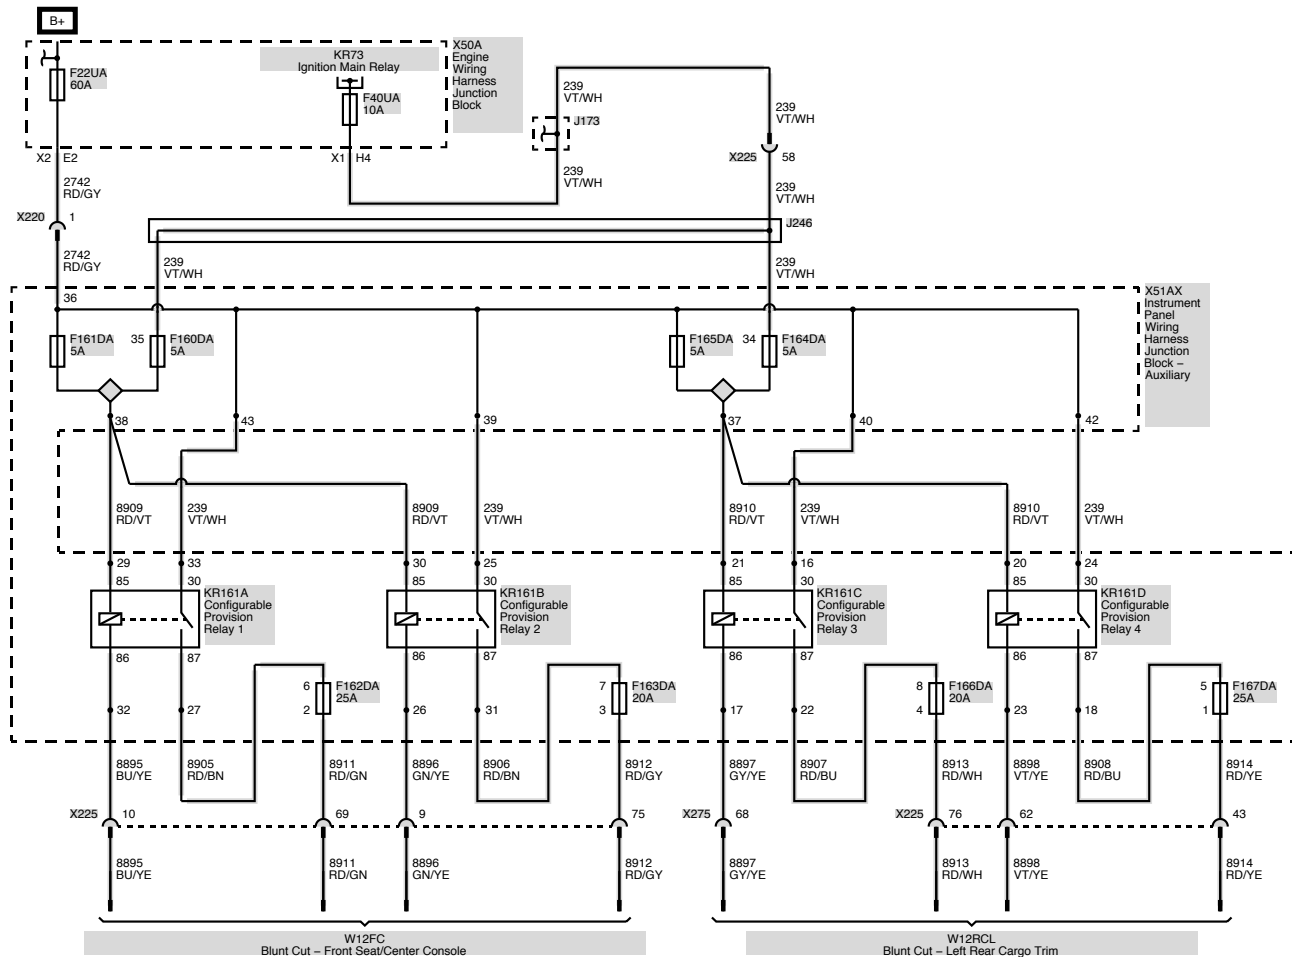 B+
X50A
Engine
Wiring
Harness
Junction
Block
KR73
Ignition Main Relay
F22UA
60A
F40UA
10A
239
VT/WH
239
VT/WH
J173
X2 E2
X1 H4
X225 58
2742
RD/GY
239
VT/WH
239
VT/WH
X220 1
J246
2742
RD/GY
239
VT/WH
239
VT/WH
36
X51AX
Instrument
Panel
Wiring
Harness
Junction
Block –
Auxiliary
F161DA
5A
35
F160DA
5A
F165DA
5A
34
F164DA
5A
38 43 39 37 40 42
8909
RD/VT
239
VT/WH
8909
RD/VT
239
VT/WH
8910
RD/VT
239
VT/WH
8910
RD/VT
239
VT/WH
29 33 30 25 21 16 20 24
85 30 85 30 85 30 85 30
KR161A
Configurable
Provision
Relay 1
KR161B
Configurable
Provision
Relay 2
KR161C
Configurable
Provision
Relay 3
KR161D
Configurable
Provision
Relay 4
86 87 86 87 86 87 86 87
6
F162DA
25A
2
7
F163DA
20A
3
8
F166DA
20A
4
5
F167DA
25A
1
32 27 26 31 17 22 23 18
8895
BU/YE
8905
RD/BN
8911
RD/GN
8896
GN/YE
8906
RD/BN
8912
RD/GY
8897
GY/YE
8907
RD/BU
8913
RD/WH
8898
VT/YE
8908
RD/BU
8914
RD/YE
X225 10 69 9 75 X275 68 X225 76 62 43
8895
BU/YE
8911
RD/GN
8896
GN/YE
8912
RD/GY
8897
GY/YE
8913
RD/WH
8898
VT/YE
8914
RD/YE
W12FC
Blunt Cut – Front Seat/Center Console
W12RCL
Blunt Cut – Left Rear Cargo Trim